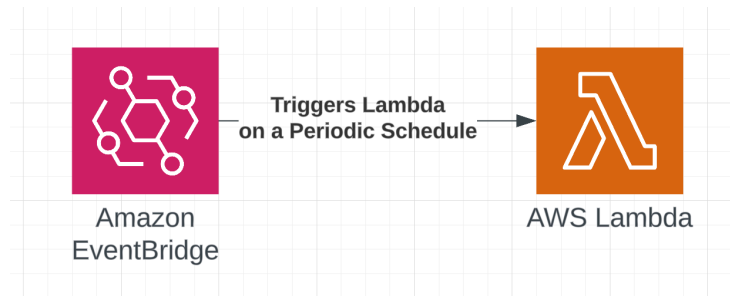 Triggers Lambda
on a Periodic Schedule
Amazon
EventBridge
AWS Lambda